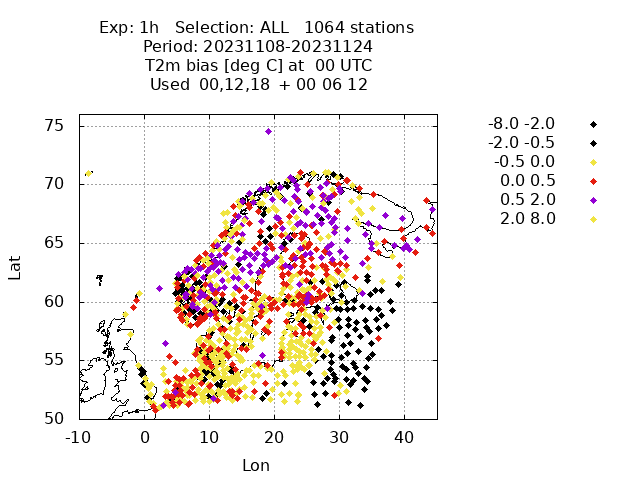 Exp: 1h   Selection: ALL   1064 stations
Period: 20231108-20231124
T2m bias [deg C] at  00 UTC
Used  00,12,18  + 00 06 12
-8.0 -2.0
-2.0 -0.5
-0.5 0.0
0.0 0.5
0.5 2.0
2.0 8.0
75
70
65
60
55
50
Lat
-10 0 10 20 30 40
Lon